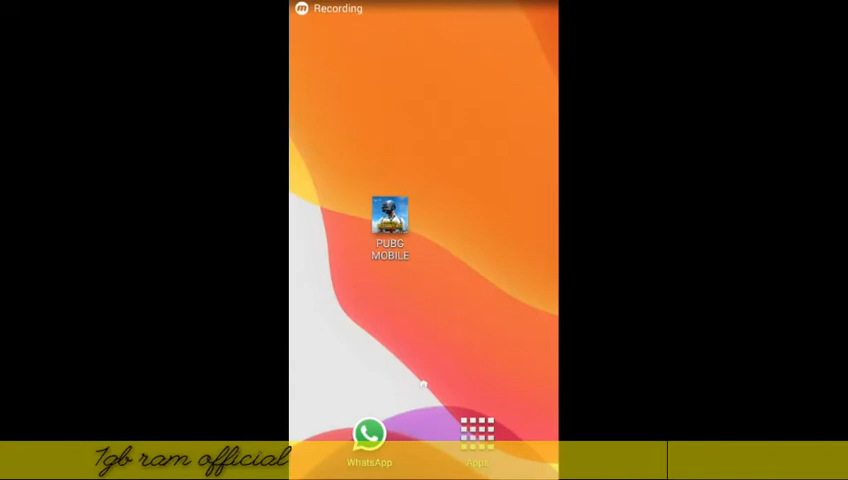 Recording
PUBG
MOBILE
1gb ram official
WhatsApp
Apps